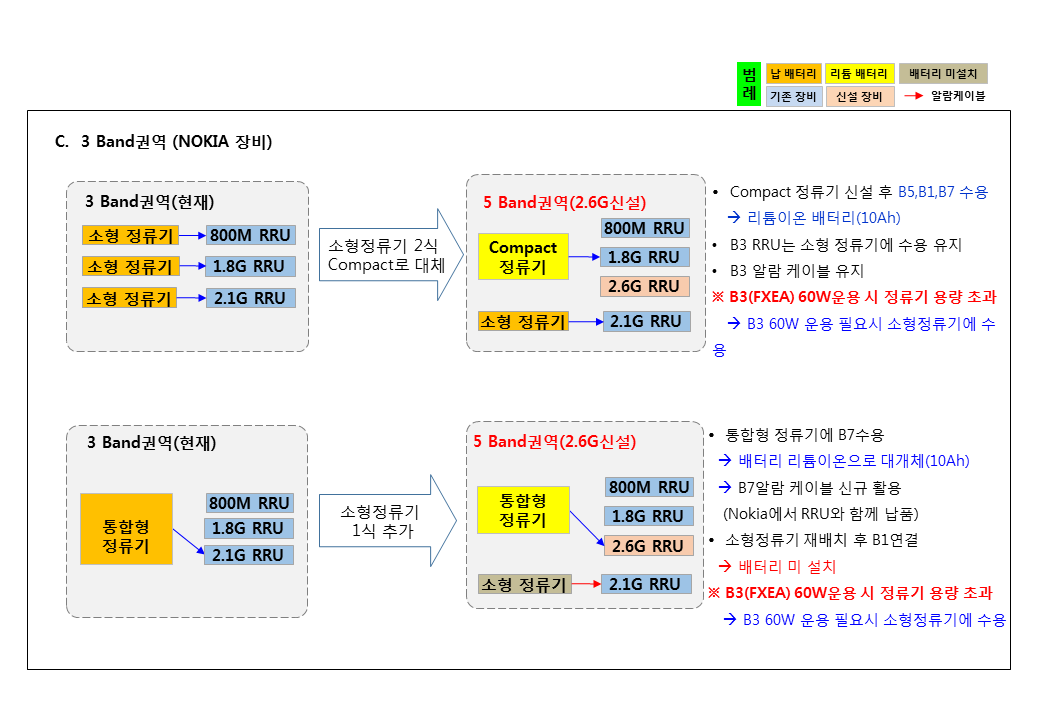 범례
납 배터리
리튬 배터리
배터리 미설치
기존 장비
신설 장비
알람케이블
C. 3 Band권역 (NOKIA 장비)
3 Band권역(현재)
소형 정류기
800M RRU
소형 정류기
1.8G RRU
소형 정류기
2.1G RRU
소형정류기 2식
Compact로 대체
5 Band권역(2.6G신설)
Compact
정류기
800M RRU
1.8G RRU
2.6G RRU
소형 정류기
2.1G RRU
• Compact 정류기 신설 후 B5,B1,B7 수용
→ 리튬이온 배터리(10Ah)
• B3 RRU는 소형 정류기에 수용 유지
• B3 알람 케이블 유지
※ B3(FXEA) 60W운용 시 정류기 용량 초과
→ B3 60W 운용 필요시 소형정류기에 수
용
3 Band권역(현재)
통합형
정류기
800M RRU
1.8G RRU
2.1G RRU
소형정류기
1식 추가
5 Band권역(2.6G신설)
통합형
정류기
800M RRU
1.8G RRU
2.6G RRU
소형 정류기
2.1G RRU
• 통합형 정류기에 B7수용
→ 배터리 리튬이온으로 대개체(10Ah)
→ B7알람 케이블 신규 활용
(Nokia에서 RRU와 함께 납품)
• 소형정류기 재배치 후 B1연결
→ 배터리 미 설치
※ B3(FXEA) 60W운용 시 정류기 용량 초과
→ B3 60W 운용 필요시 소형정류기에 수용